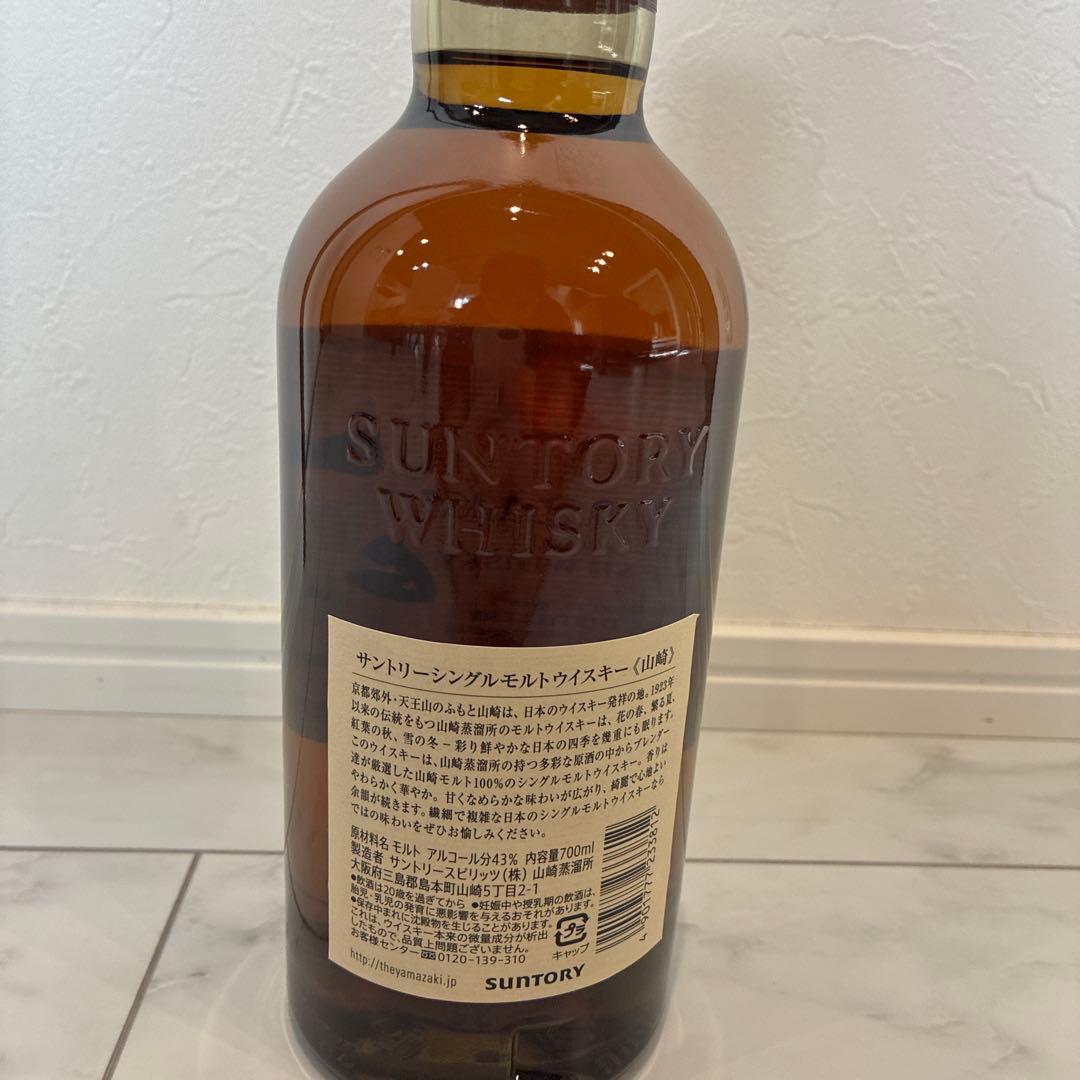 SUNTORY
WHISKY
サントリーシングルモルトウイスキー《山崎》
京都郊外・天王山のふもと山崎は、日本のウイスキー発祥の地。1923年
以来の伝統をもつ山崎蒸溜所のモルトウイスキーは、花の春、繁る夏、
紅葉の秋、雪の冬－彩り鮮やかな日本の四季を幾重にも眠ります。
このウイスキーは、山崎蒸溜所の持つ多彩な原酒の中からブレンダー
達が厳選した山崎モルト100%のシングルモルトウイスキー。香りは
やわらかく華やか。甘くなめらかな味わいが広がり、綺麗で心地よい
余韻が続きます。繊細で複雑な日本のシングルモルトウイスキーなら
ではの味わいをぜひお愉しみください。
原材料名 モルト アルコール分43% 内容量700ml
製造者 サントリースピリッツ(株) 山崎蒸溜所
大阪府三島郡島本町山崎5丁目2-1
●飲酒は20歳を過ぎてから ●妊娠中や授乳期の飲酒は、
胎児・乳児の発育に悪影響を与えるおそれがあります。
●保存中まれに沈殿物を生じることがあります。
これは、ウイスキー本来の微量成分が析出
したもので、品質上問題ございません。
お客様センター 0120-139-310
http://theyamazaki.jp
プラ
キャップ
SUNTORY
4 901777 233812